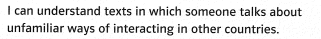 I can understand texts in which someone talks about
unfamiliar ways of interacting in other countries.